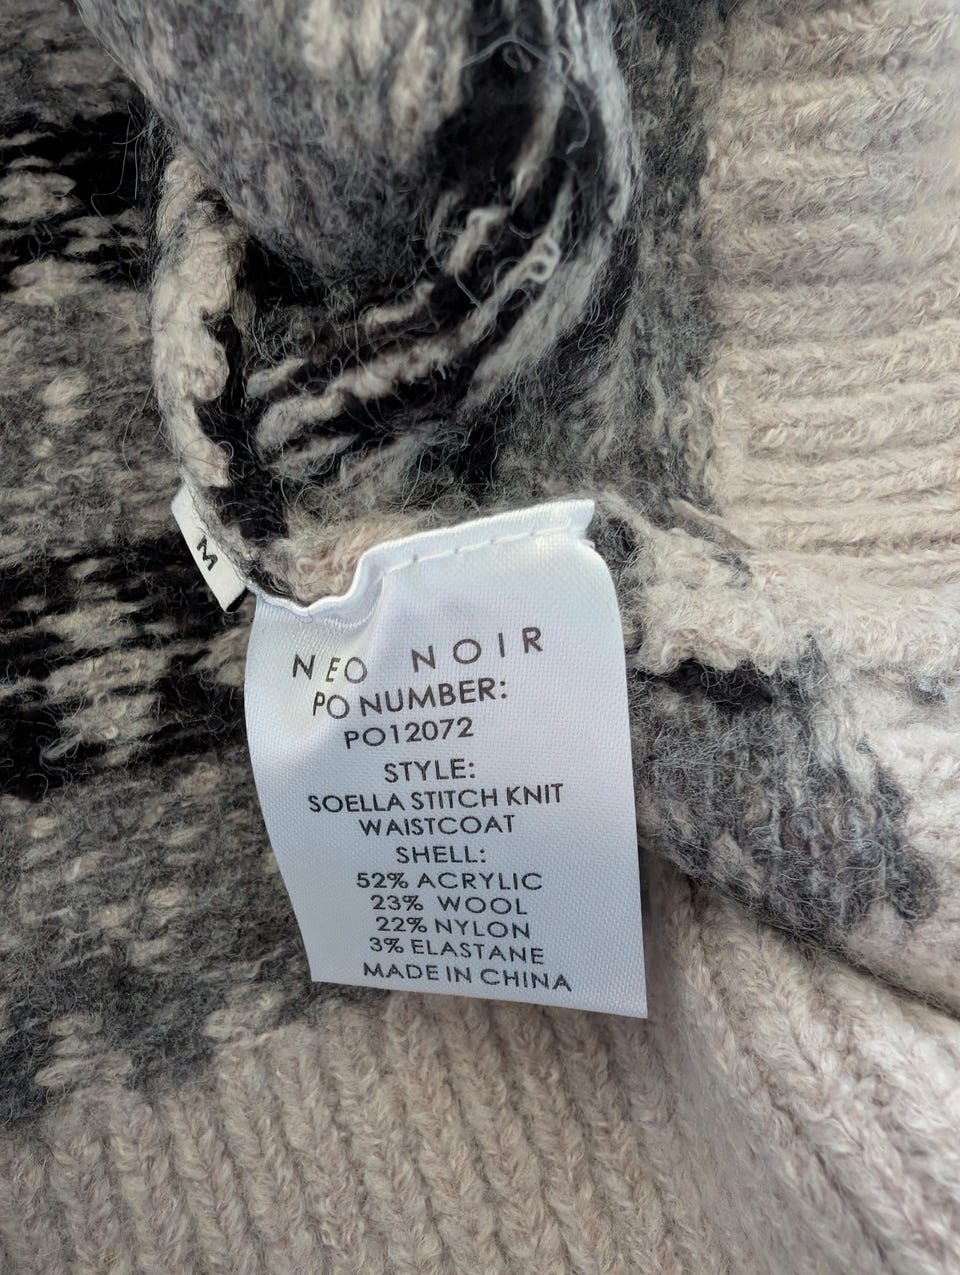 M
NEO NOIR
PO NUMBER:
PO12072
STYLE:
SOELLA STITCH KNIT
WAISTCOAT
SHELL:
52% ACRYLIC
23% WOOL
22% NYLON
3% ELASTANE
MADE IN CHINA